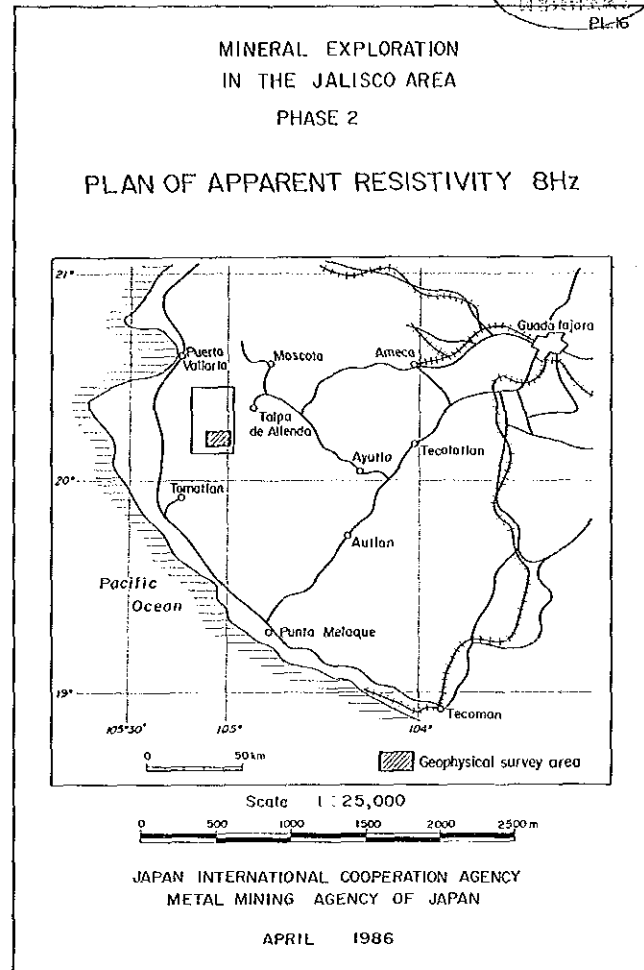 PL-16
MINERAL EXPLORATION
IN THE JALISCO AREA
PHASE 2
PLAN OF APPARENT RESISTIVITY 8Hz
21°
Guadalajara
Puerto
Vallarta
Moscota
Ameca
Talpa
de Allenda
Ayutla
Tecolotlan
20°
Tomatlan
Autlan
Pacific
Ocean
Punta Melaque
19°
Tecoman
105°30'
105°
104°
0 50km
Geophysical survey area
Scale 1:25,000
0 500 1000 1500 2000 2500m
JAPAN INTERNATIONAL COOPERATION AGENCY
METAL MINING AGENCY OF JAPAN
APRIL 1986